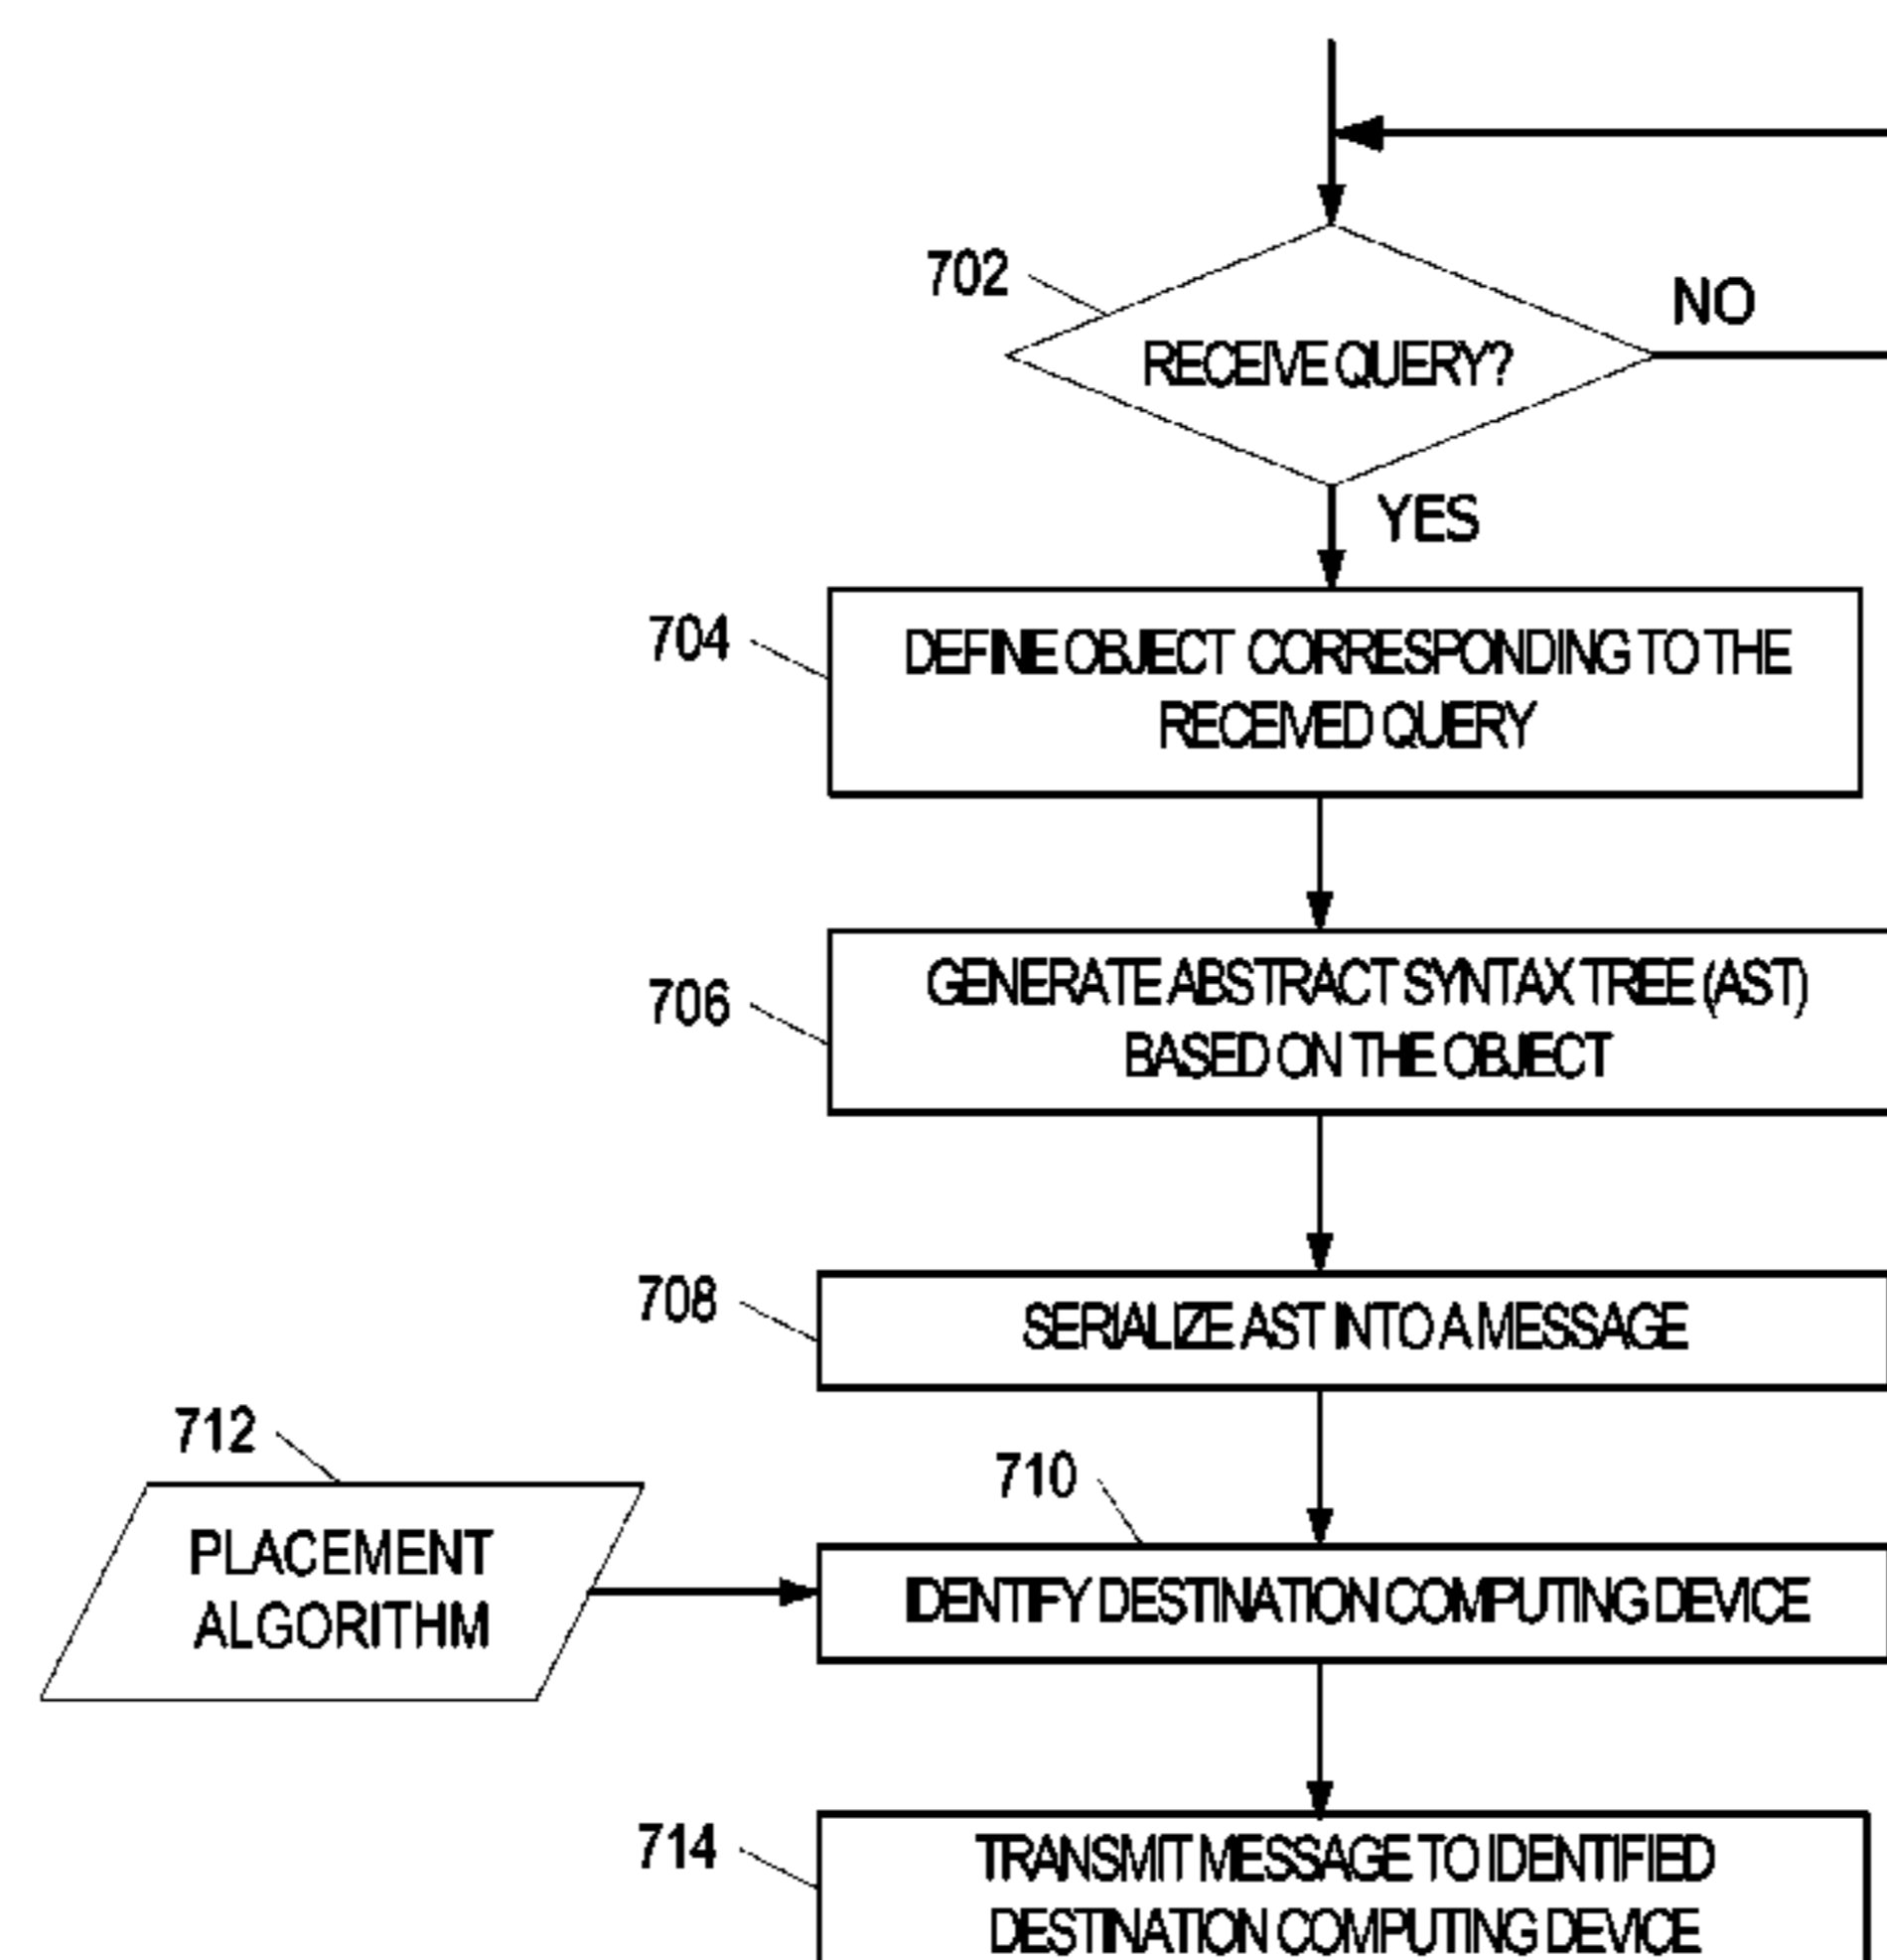 702
RECEIVE QUERY?
NO
YES
704
DEFINE OBJECT CORRESPONDING TO THE
RECEIVED QUERY
706
GENERATE ABSTRACT SYNTAX TREE (AST)
BASED ON THE OBJECT
708
SERIALIZE AST INTO A MESSAGE
712
PLACEMENT
ALGORITHM
710
IDENTIFY DESTINATION COMPUTING DEVICE
714
TRANSMIT MESSAGE TO IDENTIFIED
DESTINATION COMPUTING DEVICE